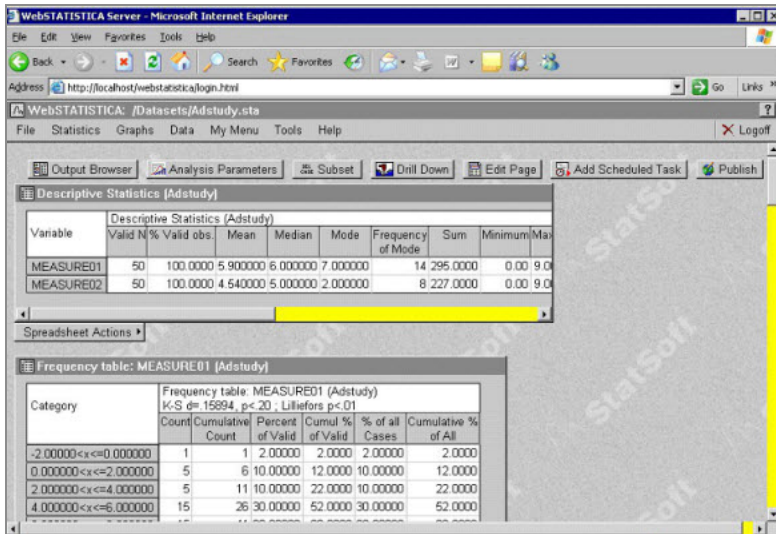 WebSTATISTICA Server - Microsoft Internet Explorer
File Edit View Favorites Tools Help
Back Search Favorites
Address http://localhost/webstatistica/login.html Go Links »
WebSTATISTICA: /Datasets/Adstudy.sta ?
File Statistics Graphs Data My Menu Tools Help Logoff
Output Browser Analysis Parameters Subset Drill Down Edit Page Add Scheduled Task Publish
Descriptive Statistics (Adstudy)
Descriptive Statistics (Adstudy)
Variable Valid N % Valid obs. Mean Median Mode Frequency of Mode Sum Minimum Max
MEASURE01 50 100.0000 5.900000 6.000000 7.000000 14 295.0000 0.00 9.0
MEASURE02 50 100.0000 4.540000 5.000000 2.000000 8 227.0000 0.00 9.0
Spreadsheet Actions
Frequency table: MEASURE01 (Adstudy)
Frequency table: MEASURE01 (Adstudy)
K-S d=.15894, p<.20 ; Lilliefors p<.01
Category Count Cumulative Count Percent of Valid Cumul % of Valid % of all Cases Cumulative % of All
-2.00000<x<=0.000000 1 1 2.00000 2.0000 2.00000 2.0000
0.000000<x<=2.000000 5 6 10.00000 12.0000 10.00000 12.0000
2.000000<x<=4.000000 5 11 10.00000 22.0000 10.00000 22.0000
4.000000<x<=6.000000 15 26 30.00000 52.0000 30.00000 52.0000
StatSoft